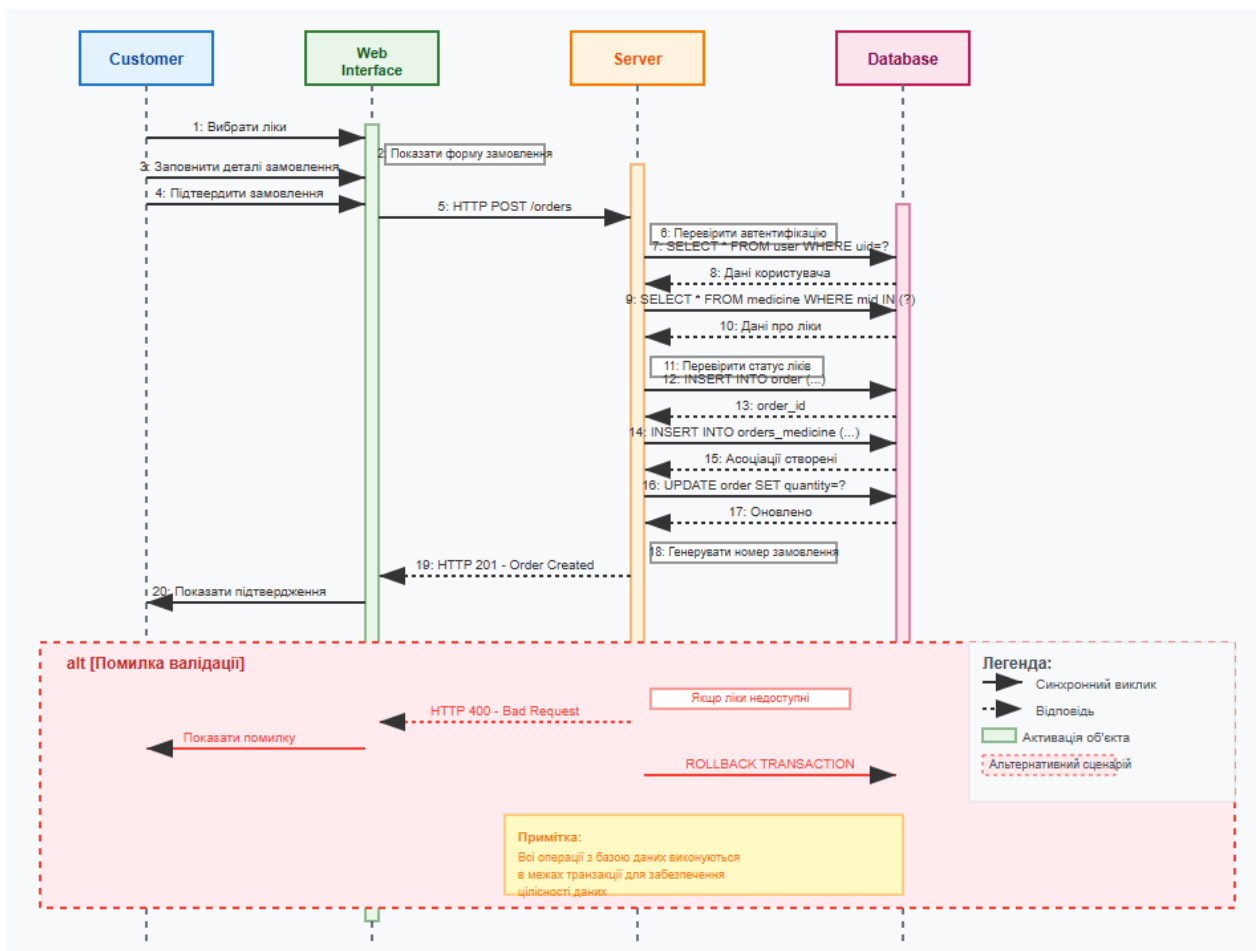 Customer
Web
Interface
Server
Database
1: Вибрати ліки
2: Показати форму замовлення
3: Заповнити деталі замовлення
4: Підтвердити замовлення
5: HTTP POST /orders
6: Перевірити автентифікацію
7: SELECT * FROM user WHERE uid=?
8: Дані користувача
9: SELECT * FROM medicine WHERE mid IN (?)
10: Дані про ліки
11: Перевірити статус ліків
12: INSERT INTO order (...)
13: order_id
14: INSERT INTO orders_medicine (...)
15: Асоціації створені
16: UPDATE order SET quantity=?
17: Оновлено
18: Генерувати номер замовлення
19: HTTP 201 - Order Created
20: Показати підтвердження
alt [Помилка валідації]
Якщо ліки недоступні
HTTP 400 - Bad Request
Показати помилку
ROLLBACK TRANSACTION
Легенда:
Синхронний виклик
Відповідь
Активація об'єкта
Альтернативний сценарій
Примітка:
Всі операції з базою даних виконуються
в межах транзакції для забезпечення
цілісності даних